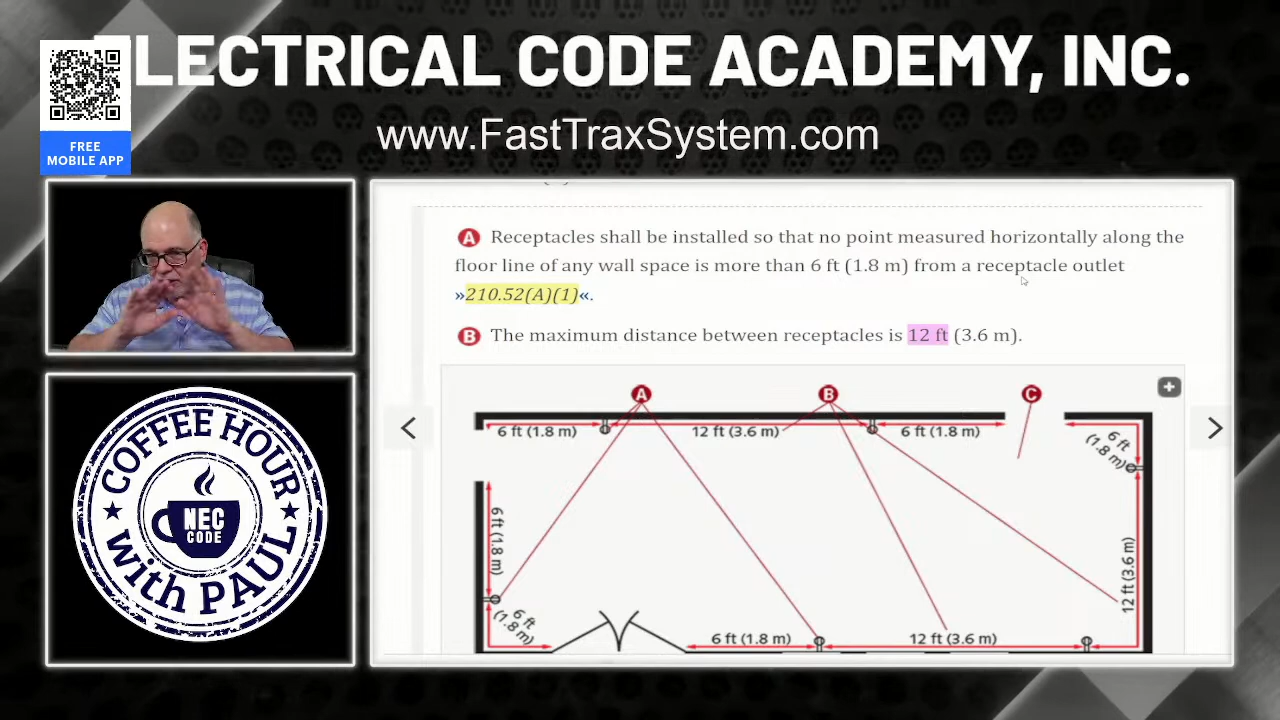 ELECTRICAL CODE ACADEMY, INC.
www.FastTraxSystem.com
FREE
MOBILE APP
A Receptacles shall be installed so that no point measured horizontally along the
floor line of any wall space is more than 6 ft (1.8 m) from a receptacle outlet
»210.52(A)(1)«.
B The maximum distance between receptacles is 12 ft (3.6 m).
A B C
6 ft (1.8 m) 12 ft (3.6 m) 6 ft (1.8 m)
6 ft
(1.8 m)
6 ft (1.8 m)
12 ft (3.6 m)
6 ft
(1.8 m)
6 ft (1.8 m) 12 ft (3.6 m)
COFFEE HOUR
NEC
CODE
with PAUL